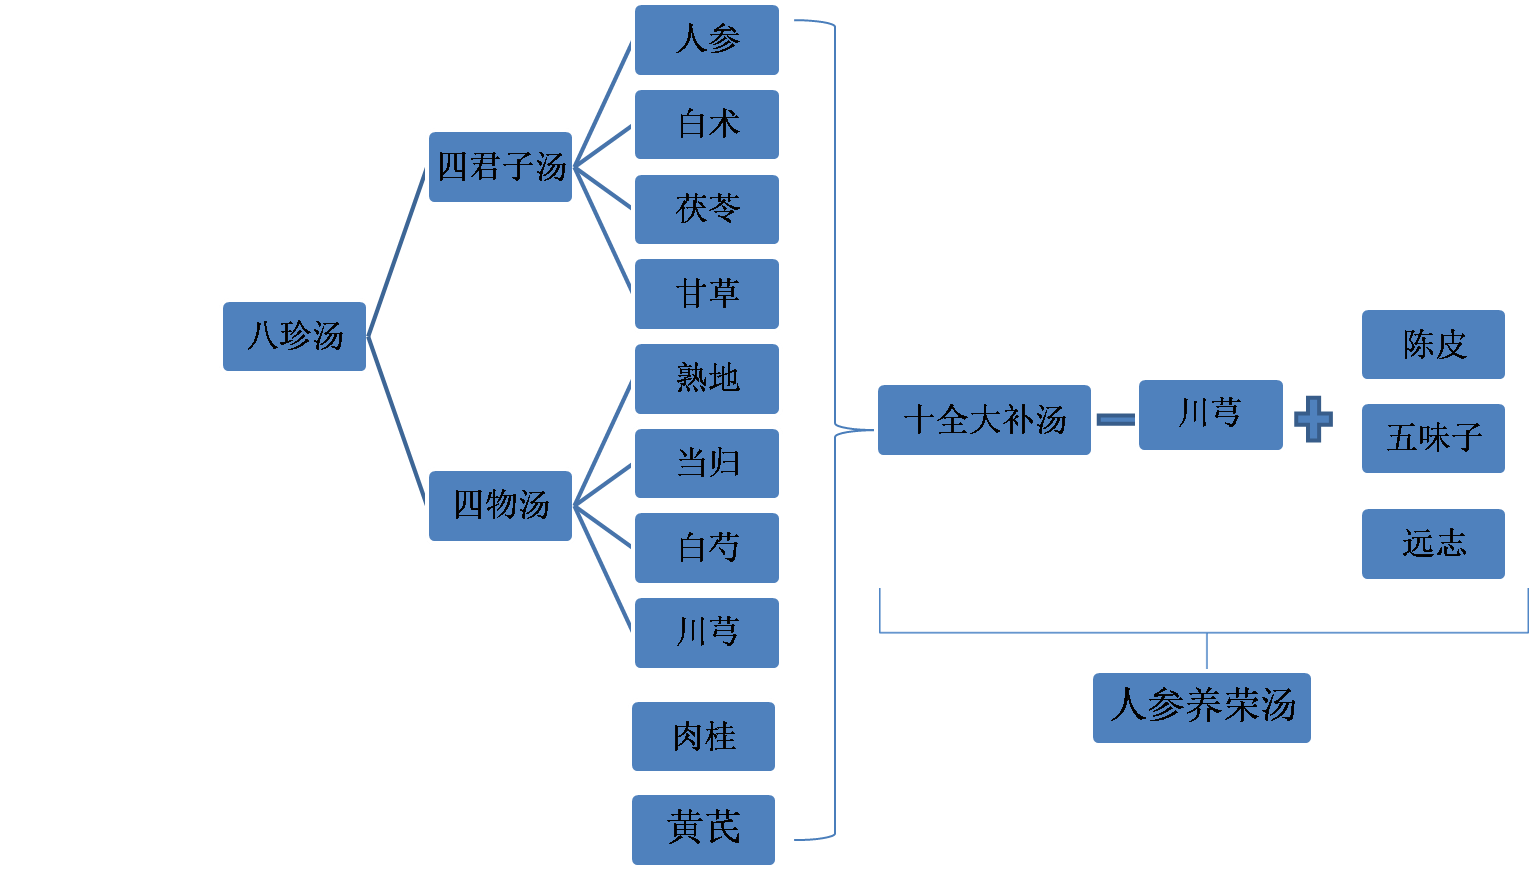 八珍汤
四君子汤
四物汤
人参
白术
茯苓
甘草
熟地
当归
白芍
川芎
肉桂
黄芪
十全大补汤
川芎
陈皮
五味子
远志
人参养荣汤